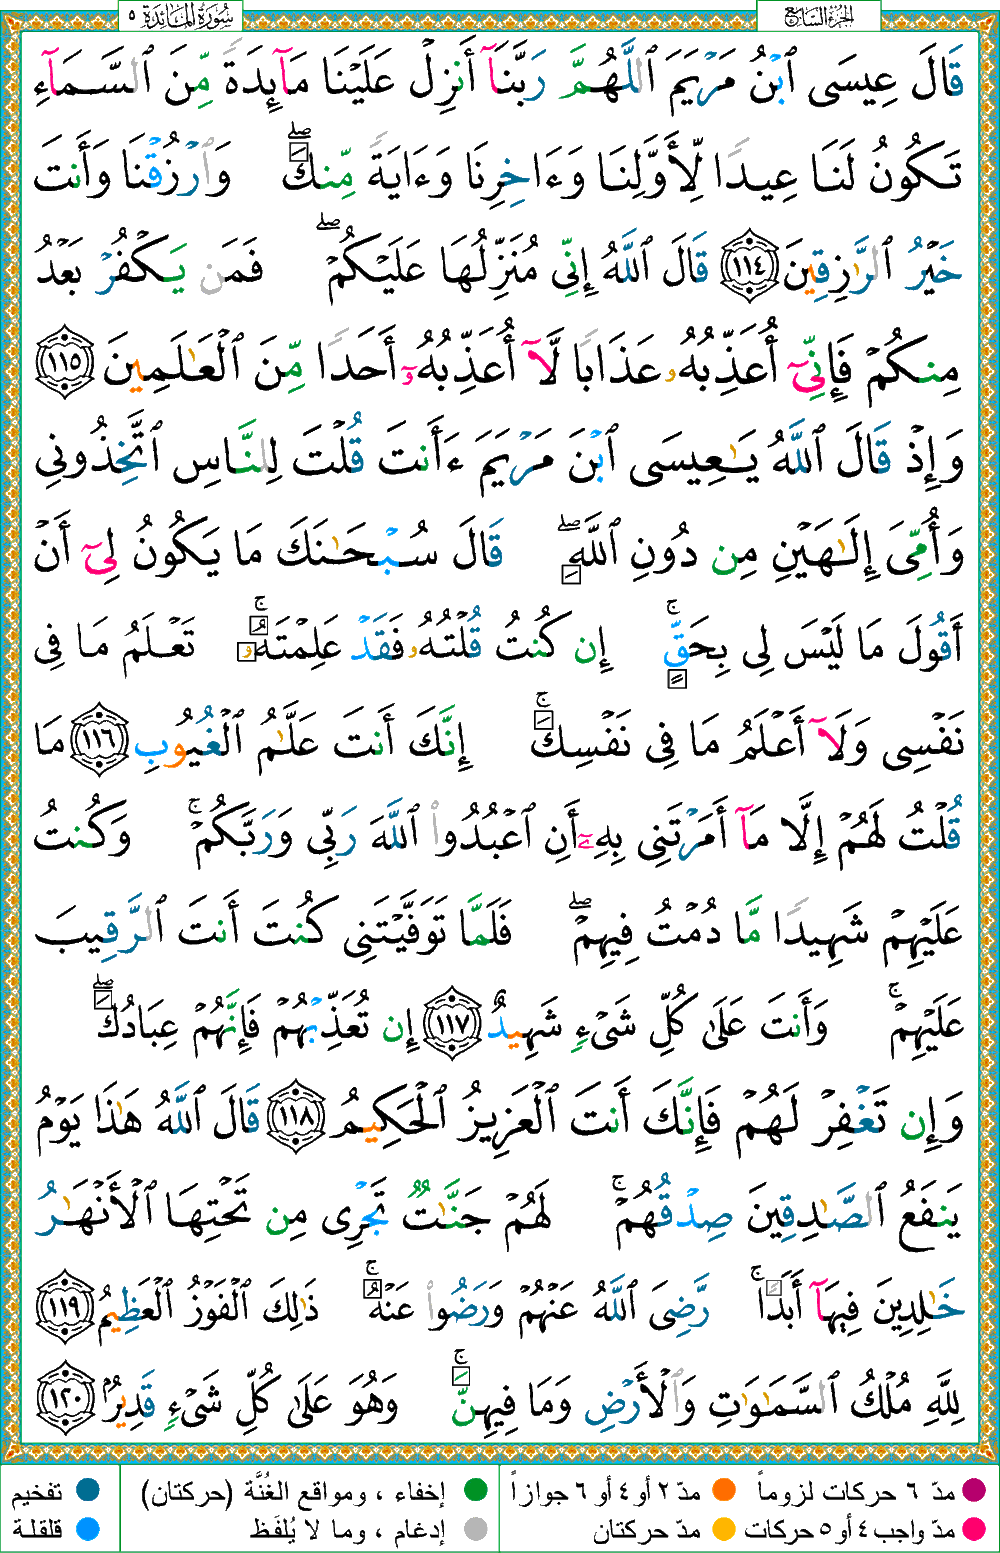 سُورَةُ المَائِدَة ٥
الجُزءُ السَّابِعُ
قَالَ عِيسَى ٱبۡنُ مَرۡيَمَ ٱللَّهُمَّ رَبَّنَآ أَنزِلۡ عَلَيۡنَا مَآئِدَةٗ مِّنَ ٱلسَّمَآءِ
تَكُونُ لَنَا عِيدٗا لِّأَوَّلِنَا وَءَاخِرِنَا وَءَايَةٗ مِّنكَۖ وَٱرۡزُقۡنَا وَأَنتَ
خَيۡرُ ٱلرَّٰزِقِينَ ١١٤ قَالَ ٱللَّهُ إِنِّي مُنَزِّلُهَا عَلَيۡكُمۡۖ فَمَن يَكۡفُرۡ بَعۡدُ
مِنكُمۡ فَإِنِّيٓ أُعَذِّبُهُۥ عَذَابٗا لَّآ أُعَذِّبُهُۥٓ أَحَدٗا مِّنَ ٱلۡعَٰلَمِينَ ١١٥
وَإِذۡ قَالَ ٱللَّهُ يَٰعِيسَى ٱبۡنَ مَرۡيَمَ ءَأَنتَ قُلۡتَ لِلنَّاسِ ٱتَّخِذُونِي
وَأُمِّيَ إِلَٰهَيۡنِ مِن دُونِ ٱللَّهِۖ قَالَ سُبۡحَٰنَكَ مَا يَكُونُ لِيٓ أَنۡ
أَقُولَ مَا لَيۡسَ لِي بِحَقٍّۚ إِن كُنتُ قُلۡتُهُۥ فَقَدۡ عَلِمۡتَهُۥۚ تَعۡلَمُ مَا فِي
نَفۡسِي وَلَآ أَعۡلَمُ مَا فِي نَفۡسِكَۚ إِنَّكَ أَنتَ عَلَّٰمُ ٱلۡغُيُوبِ ١١٦ مَا
قُلۡتُ لَهُمۡ إِلَّا مَآ أَمَرۡتَنِي بِهِۦٓ أَنِ ٱعۡبُدُواْ ٱللَّهَ رَبِّي وَرَبَّكُمۡۚ وَكُنتُ
عَلَيۡهِمۡ شَهِيدٗا مَّا دُمۡتُ فِيهِمۡۖ فَلَمَّا تَوَفَّيۡتَنِي كُنتَ أَنتَ ٱلرَّقِيبَ
عَلَيۡهِمۡۚ وَأَنتَ عَلَىٰ كُلِّ شَيۡءٖ شَهِيدٌ ١١٧ إِن تُعَذِّبۡهُمۡ فَإِنَّهُمۡ عِبَادُكَۖ
وَإِن تَغۡفِرۡ لَهُمۡ فَإِنَّكَ أَنتَ ٱلۡعَزِيزُ ٱلۡحَكِيمُ ١١٨ قَالَ ٱللَّهُ هَٰذَا يَوۡمُ
يَنفَعُ ٱلصَّٰدِقِينَ صِدۡقُهُمۡۚ لَهُمۡ جَنَّٰتٞ تَجۡرِي مِن تَحۡتِهَا ٱلۡأَنۡهَٰرُ
خَٰلِدِينَ فِيهَآ أَبَدٗاۚ رَّضِيَ ٱللَّهُ عَنۡهُمۡ وَرَضُواْ عَنۡهُۚ ذَٰلِكَ ٱلۡفَوۡزُ ٱلۡعَظِيمُ ١١٩
لِلَّهِ مُلۡكُ ٱلسَّمَٰوَٰتِ وَٱلۡأَرۡضِ وَمَا فِيهِنَّۚ وَهُوَ عَلَىٰ كُلِّ شَيۡءٖ قَدِيرُۢ ١٢٠
مدّ ٦ حركات لزوماً مدّ ٢ أو ٤ أو ٦ جوازاً إخفاء ، ومواقع الغُنَّة (حركتان) تفخيم
مدّ واجب ٤ أو ٥ حركات مدّ حركتان إدغام ، وما لا يُلفَظ قلقلة